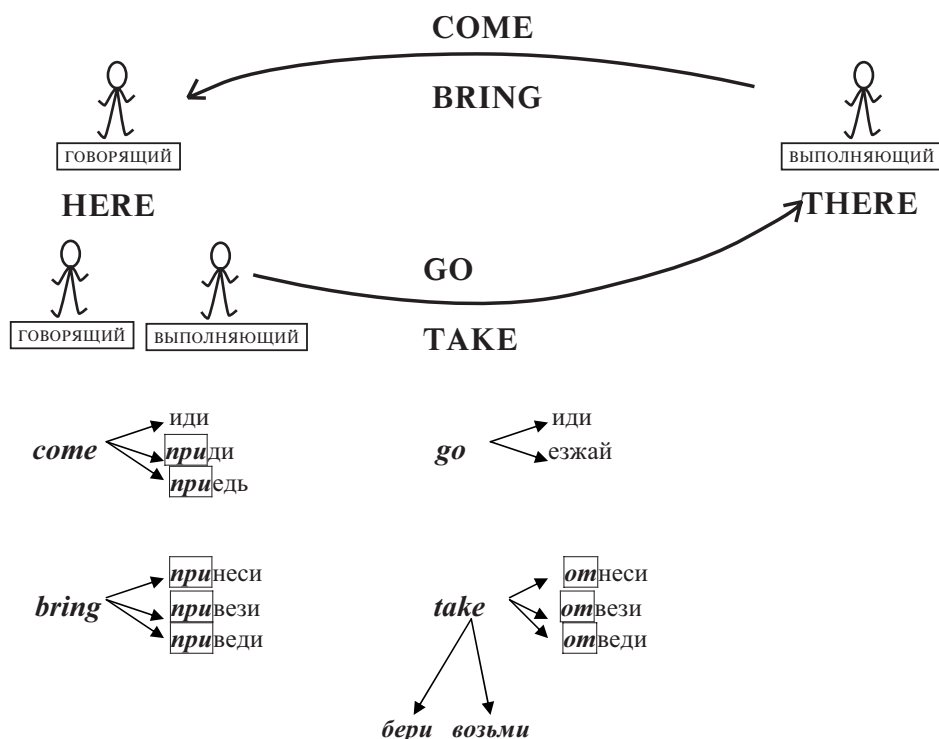 COME
BRING
ГОВОРЯЩИЙ
ВЫПОЛНЯЮЩИЙ
HERE
THERE
GO
ГОВОРЯЩИЙ
ВЫПОЛНЯЮЩИЙ
TAKE
come
иди
приди
приедь
go
иди
езжай
bring
принеси
привези
приведи
take
отнеси
отвези
отведи
бери возьми